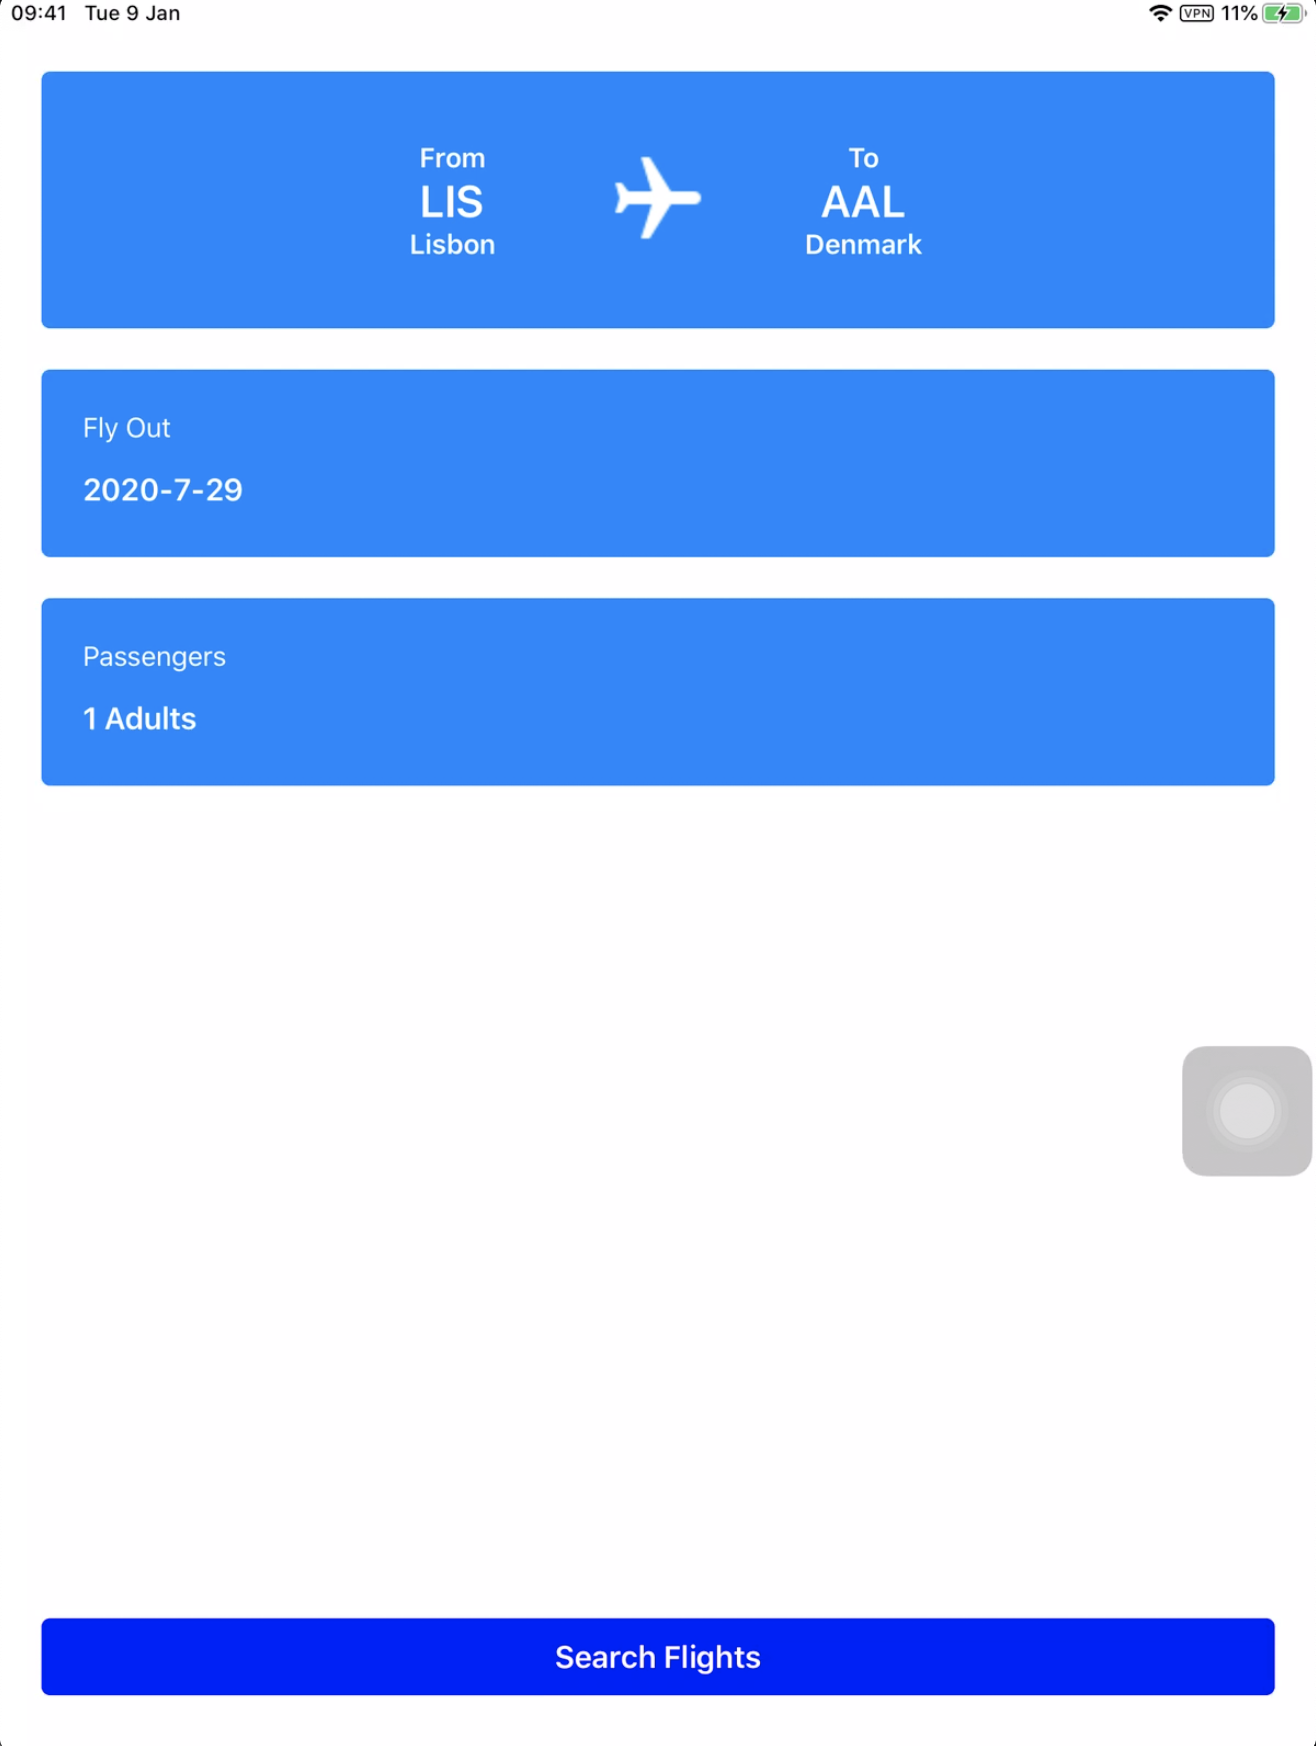 09:41 Tue 9 Jan
VPN 11%
From
LIS
Lisbon
To
AAL
Denmark
Fly Out
2020-7-29
Passengers
1 Adults
Search Flights